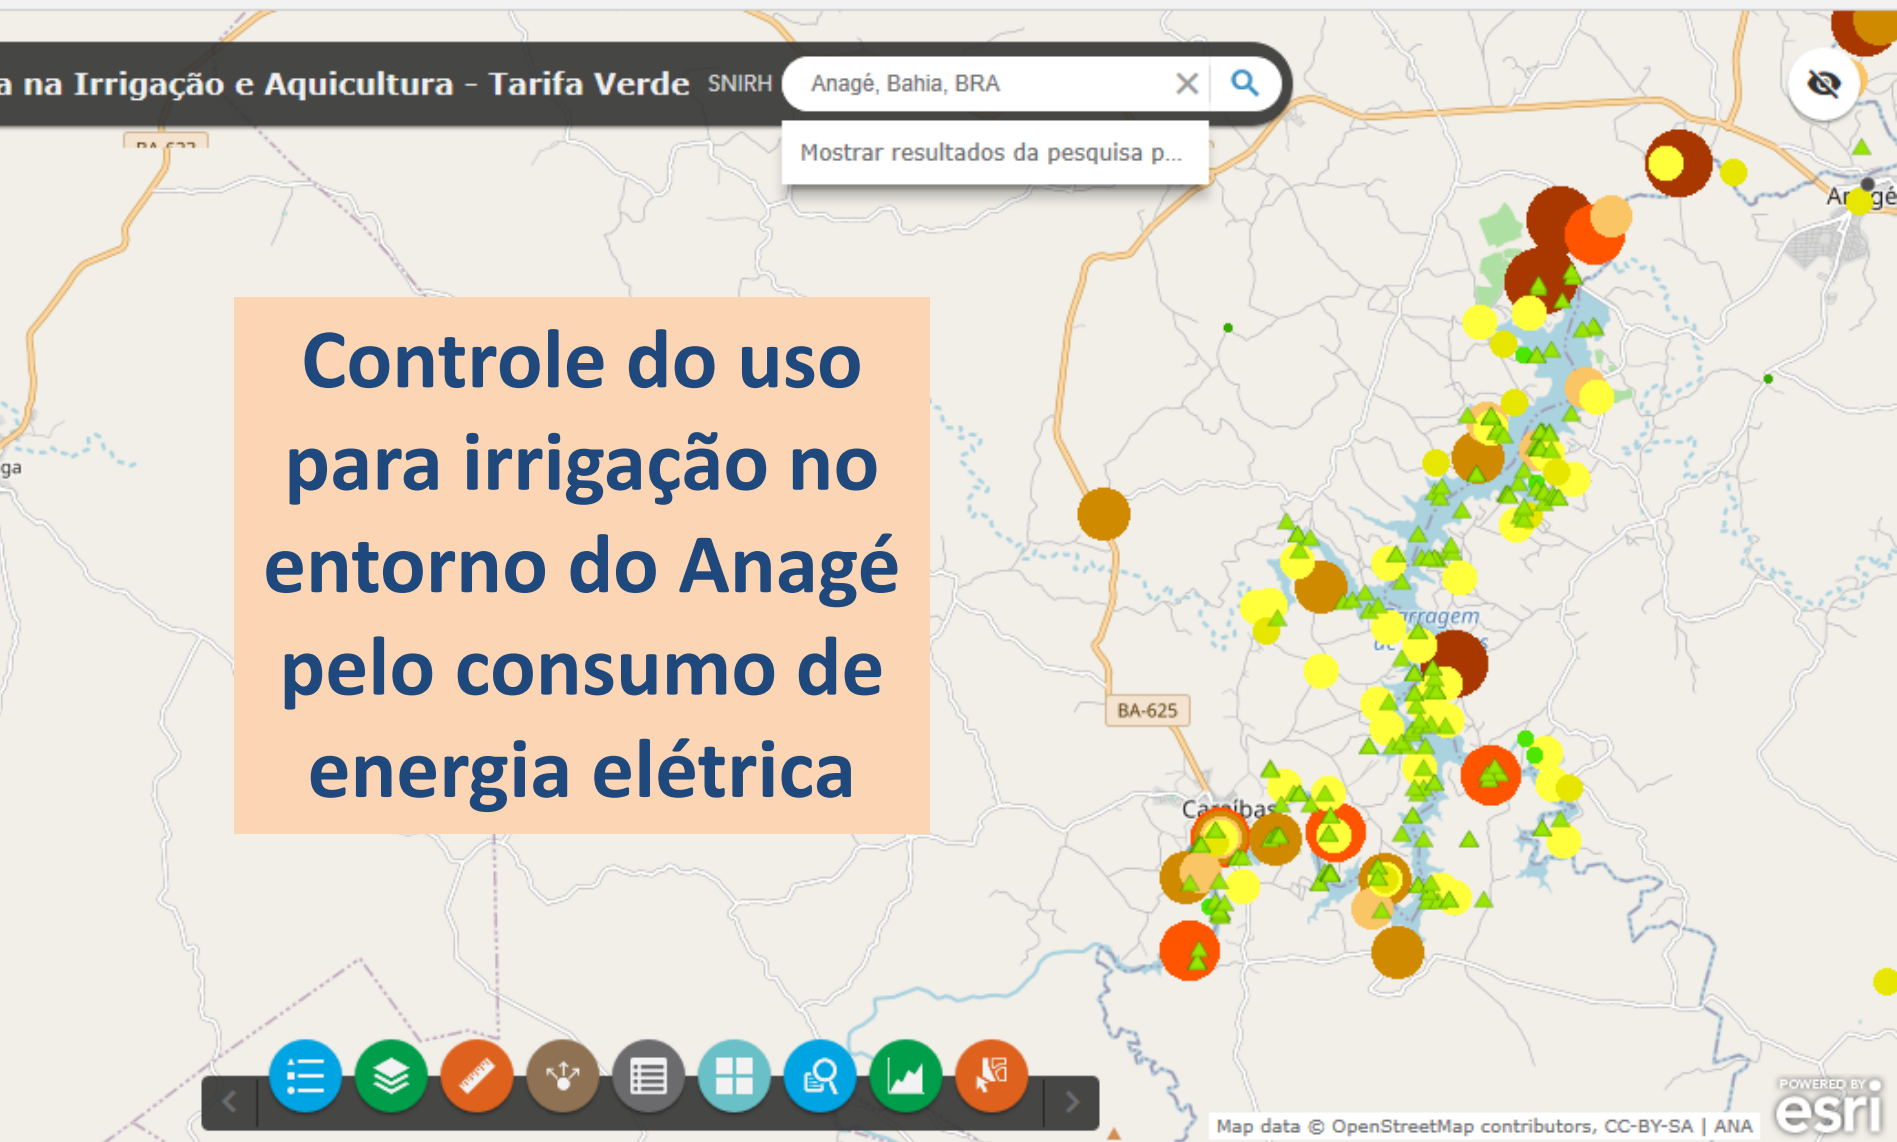 a na Irrigação e Aquicultura - Tarifa Verde SNIRH
Anagé, Bahia, BRA
Mostrar resultados da pesquisa p...
Controle do uso
para irrigação no
entorno do Anagé
pelo consumo de
energia elétrica
ga
BA-625
Map data © OpenStreetMap contributors, CC-BY-SA | ANA
POWERED BY
esri